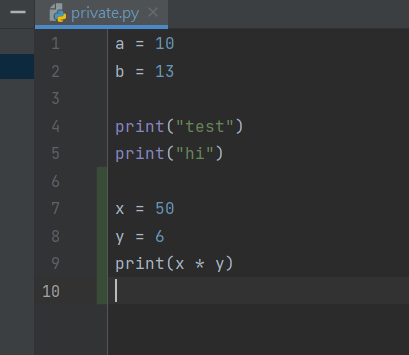 private.py
1 a = 10
2 b = 13
3
4 print("test")
5 print("hi")
6
7 x = 50
8 y = 6
9 print(x * y)
10